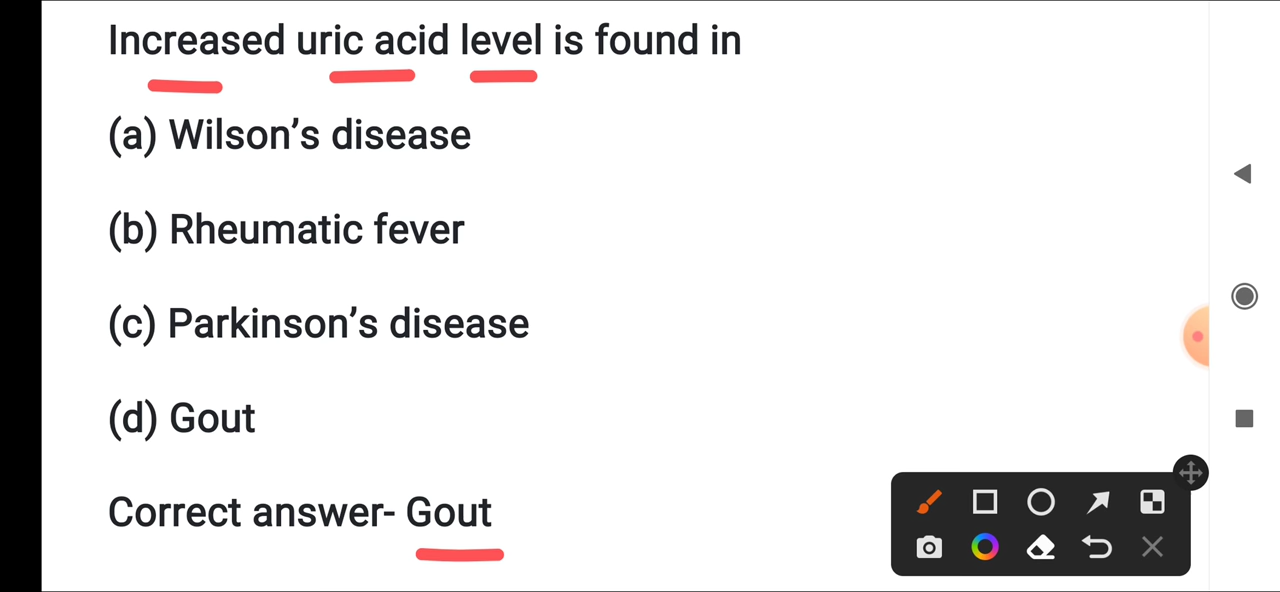 Increased uric acid level is found in
(a) Wilson’s disease
(b) Rheumatic fever
(c) Parkinson’s disease
(d) Gout
Correct answer- Gout